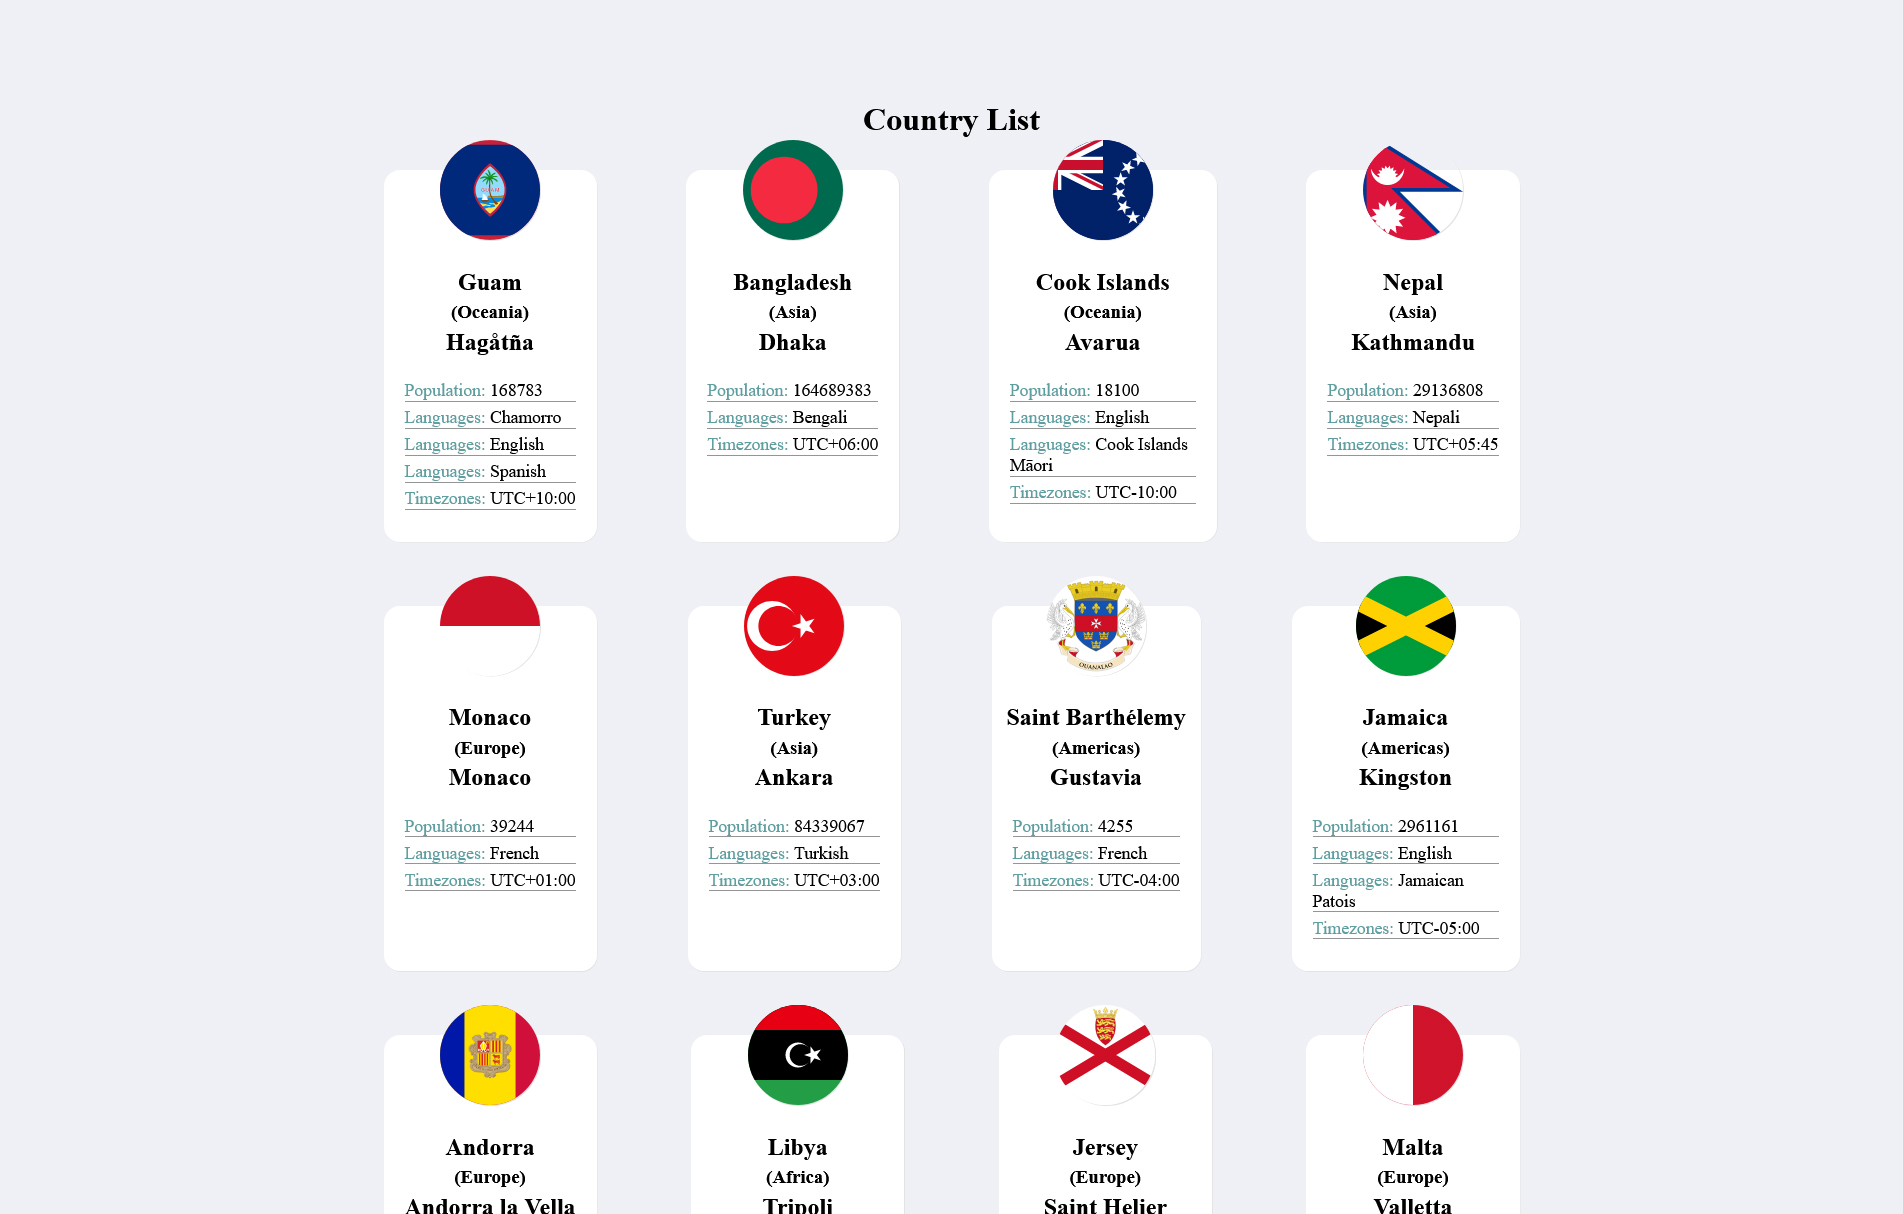 Country List
GUAM
Guam
(Oceania)
Hagåtña
Population: 168783
Languages: Chamorro
Languages: English
Languages: Spanish
Timezones: UTC+10:00
Bangladesh
(Asia)
Dhaka
Population: 164689383
Languages: Bengali
Timezones: UTC+06:00
Cook Islands
(Oceania)
Avarua
Population: 18100
Languages: English
Languages: Cook Islands
Māori
Timezones: UTC-10:00
Nepal
(Asia)
Kathmandu
Population: 29136808
Languages: Nepali
Timezones: UTC+05:45
Monaco
(Europe)
Monaco
Population: 39244
Languages: French
Timezones: UTC+01:00
Turkey
(Asia)
Ankara
Population: 84339067
Languages: Turkish
Timezones: UTC+03:00
OUANALAO
Saint Barthélemy
(Americas)
Gustavia
Population: 4255
Languages: French
Timezones: UTC-04:00
Jamaica
(Americas)
Kingston
Population: 2961161
Languages: English
Languages: Jamaican
Patois
Timezones: UTC-05:00
Andorra
(Europe)
Andorra la Vella
Libya
(Africa)
Tripoli
Jersey
(Europe)
Saint Helier
Malta
(Europe)
Valletta